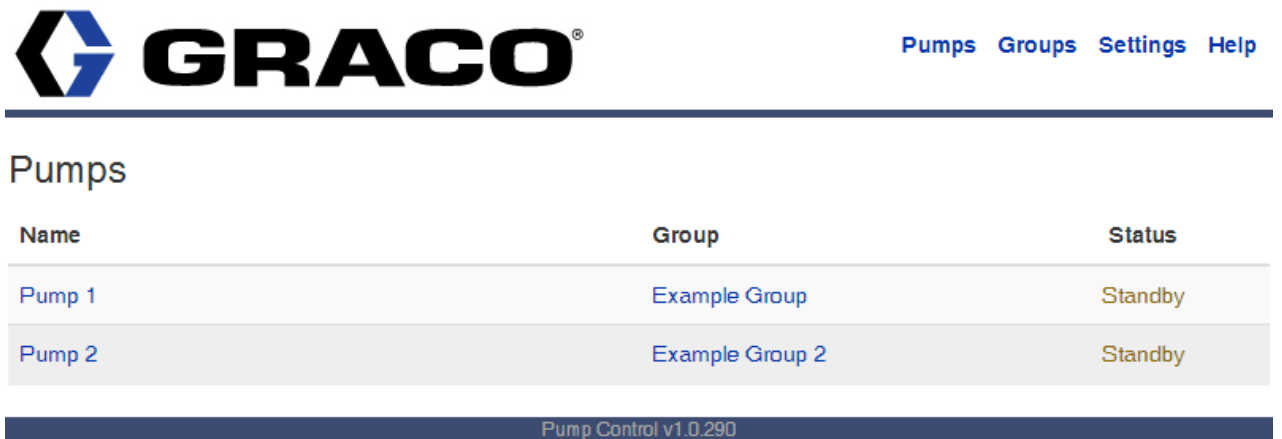 GRACO®
Pumps Groups Settings Help
Pumps
Name Group Status
Pump 1 Example Group Standby
Pump 2 Example Group 2 Standby
Pump Control v1.0.290